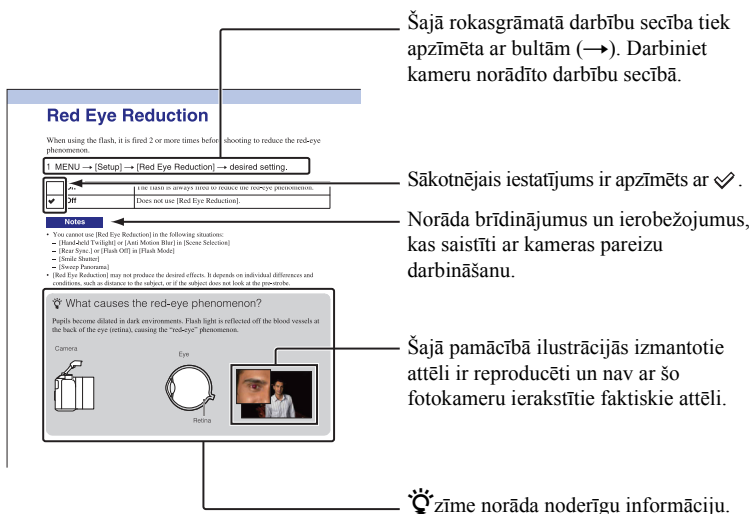 Šajā rokasgrāmatā darbību secība tiek
apzīmēta ar bultām (→). Darbiniet
kameru norādīto darbību secībā.
Red Eye Reduction
When using the flash, it is fired 2 or more times before shooting to reduce the red-eye
phenomenon.
1 MENU → [Setup] → [Red Eye Reduction] → desired setting.
Sākotnējais iestatījums ir apzīmēts ar ✓.
The flash is always fired to reduce the red-eye phenomenon.
✔ Off Does not use [Red Eye Reduction].
Norāda brīdinājumus un ierobežojumus,
kas saistīti ar kameras pareizu
darbināšanu.
Notes
• You cannot use [Red Eye Reduction] in the following situations:
– [Hand-held Twilight] or [Anti Motion Blur] in [Scene Selection]
– [Rear Sync.] or [Flash Off] in [Flash Mode]
– [Smile Shutter]
– [Sweep Panorama]
• [Red Eye Reduction] may not produce the desired effects. It depends on individual differences and
conditions, such as distance to the subject, or if the subject does not look at the pre-strobe.
What causes the red-eye phenomenon?
Pupils become dilated in dark environments. Flash light is reflected off the blood vessels at
the back of the eye (retina), causing the "red-eye" phenomenon.
Camera
Eye
Retina
Šajā pamācībā ilustrācijās izmantotie
attēli ir reproducēti un nav ar šo
fotokameru ierakstītie faktiskie attēli.
zīme norāda noderīgu informāciju.